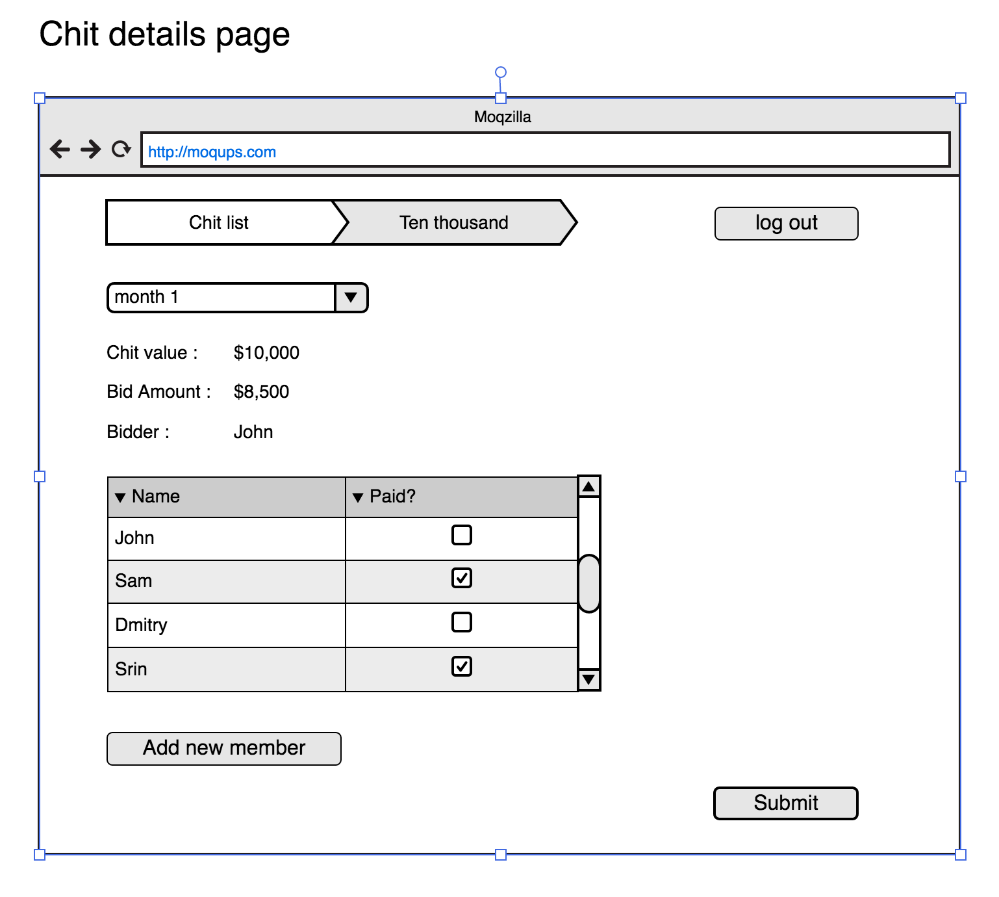 Chit details page
Moqzilla
http://moqups.com
Chit list
Ten thousand
log out
month 1
Chit value : $10,000
Bid Amount : $8,500
Bidder : John
Name Paid?
John
Sam
Dmitry
Srin
Add new member
Submit